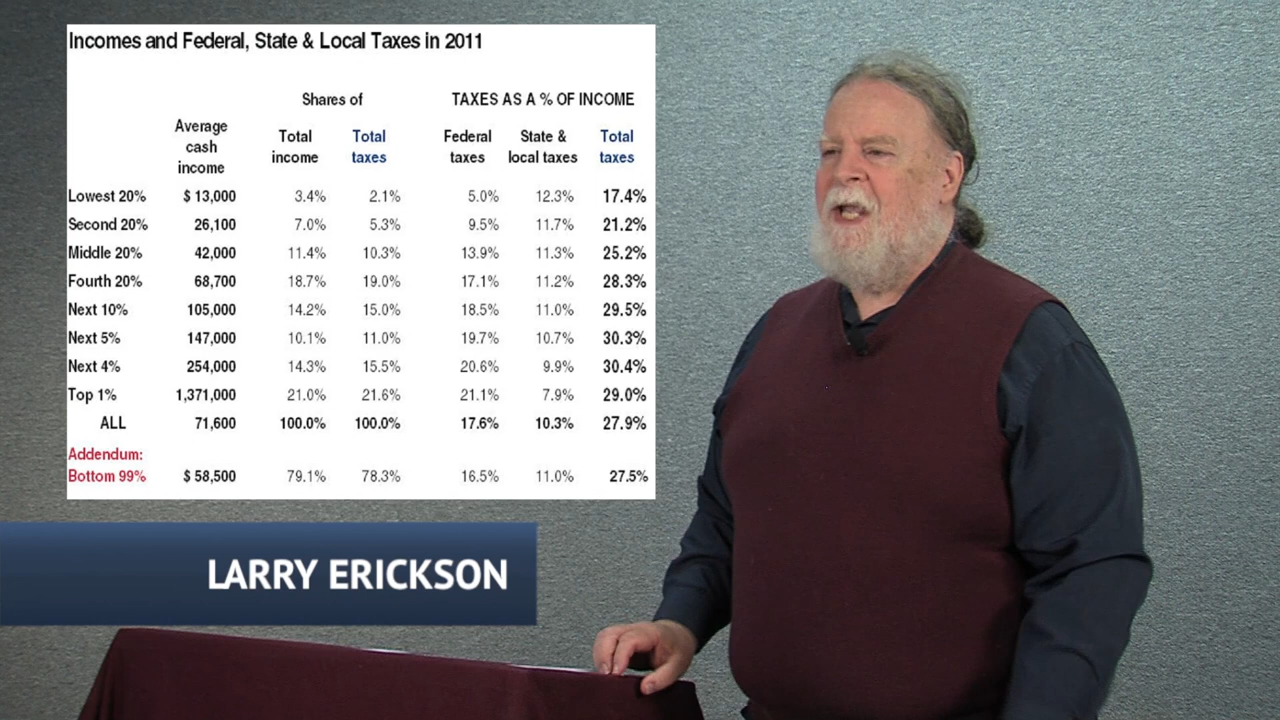 Incomes and Federal, State & Local Taxes in 2011
Shares of TAXES AS A % OF INCOME
Average cash income Total income Total taxes Federal taxes State & local taxes Total taxes
Lowest 20% $ 13,000 3.4% 2.1% 5.0% 12.3% 17.4%
Second 20% 26,100 7.0% 5.3% 9.5% 11.7% 21.2%
Middle 20% 42,000 11.4% 10.3% 13.9% 11.3% 25.2%
Fourth 20% 68,700 18.7% 19.0% 17.1% 11.2% 28.3%
Next 10% 105,000 14.2% 15.0% 18.5% 11.0% 29.5%
Next 5% 147,000 10.1% 11.0% 19.7% 10.7% 30.3%
Next 4% 254,000 14.3% 15.5% 20.6% 9.9% 30.4%
Top 1% 1,371,000 21.0% 21.6% 21.1% 7.9% 29.0%
ALL 71,600 100.0% 100.0% 17.6% 10.3% 27.9%
Addendum:
Bottom 99% $ 58,500 79.1% 78.3% 16.5% 11.0% 27.5%
LARRY ERICKSON